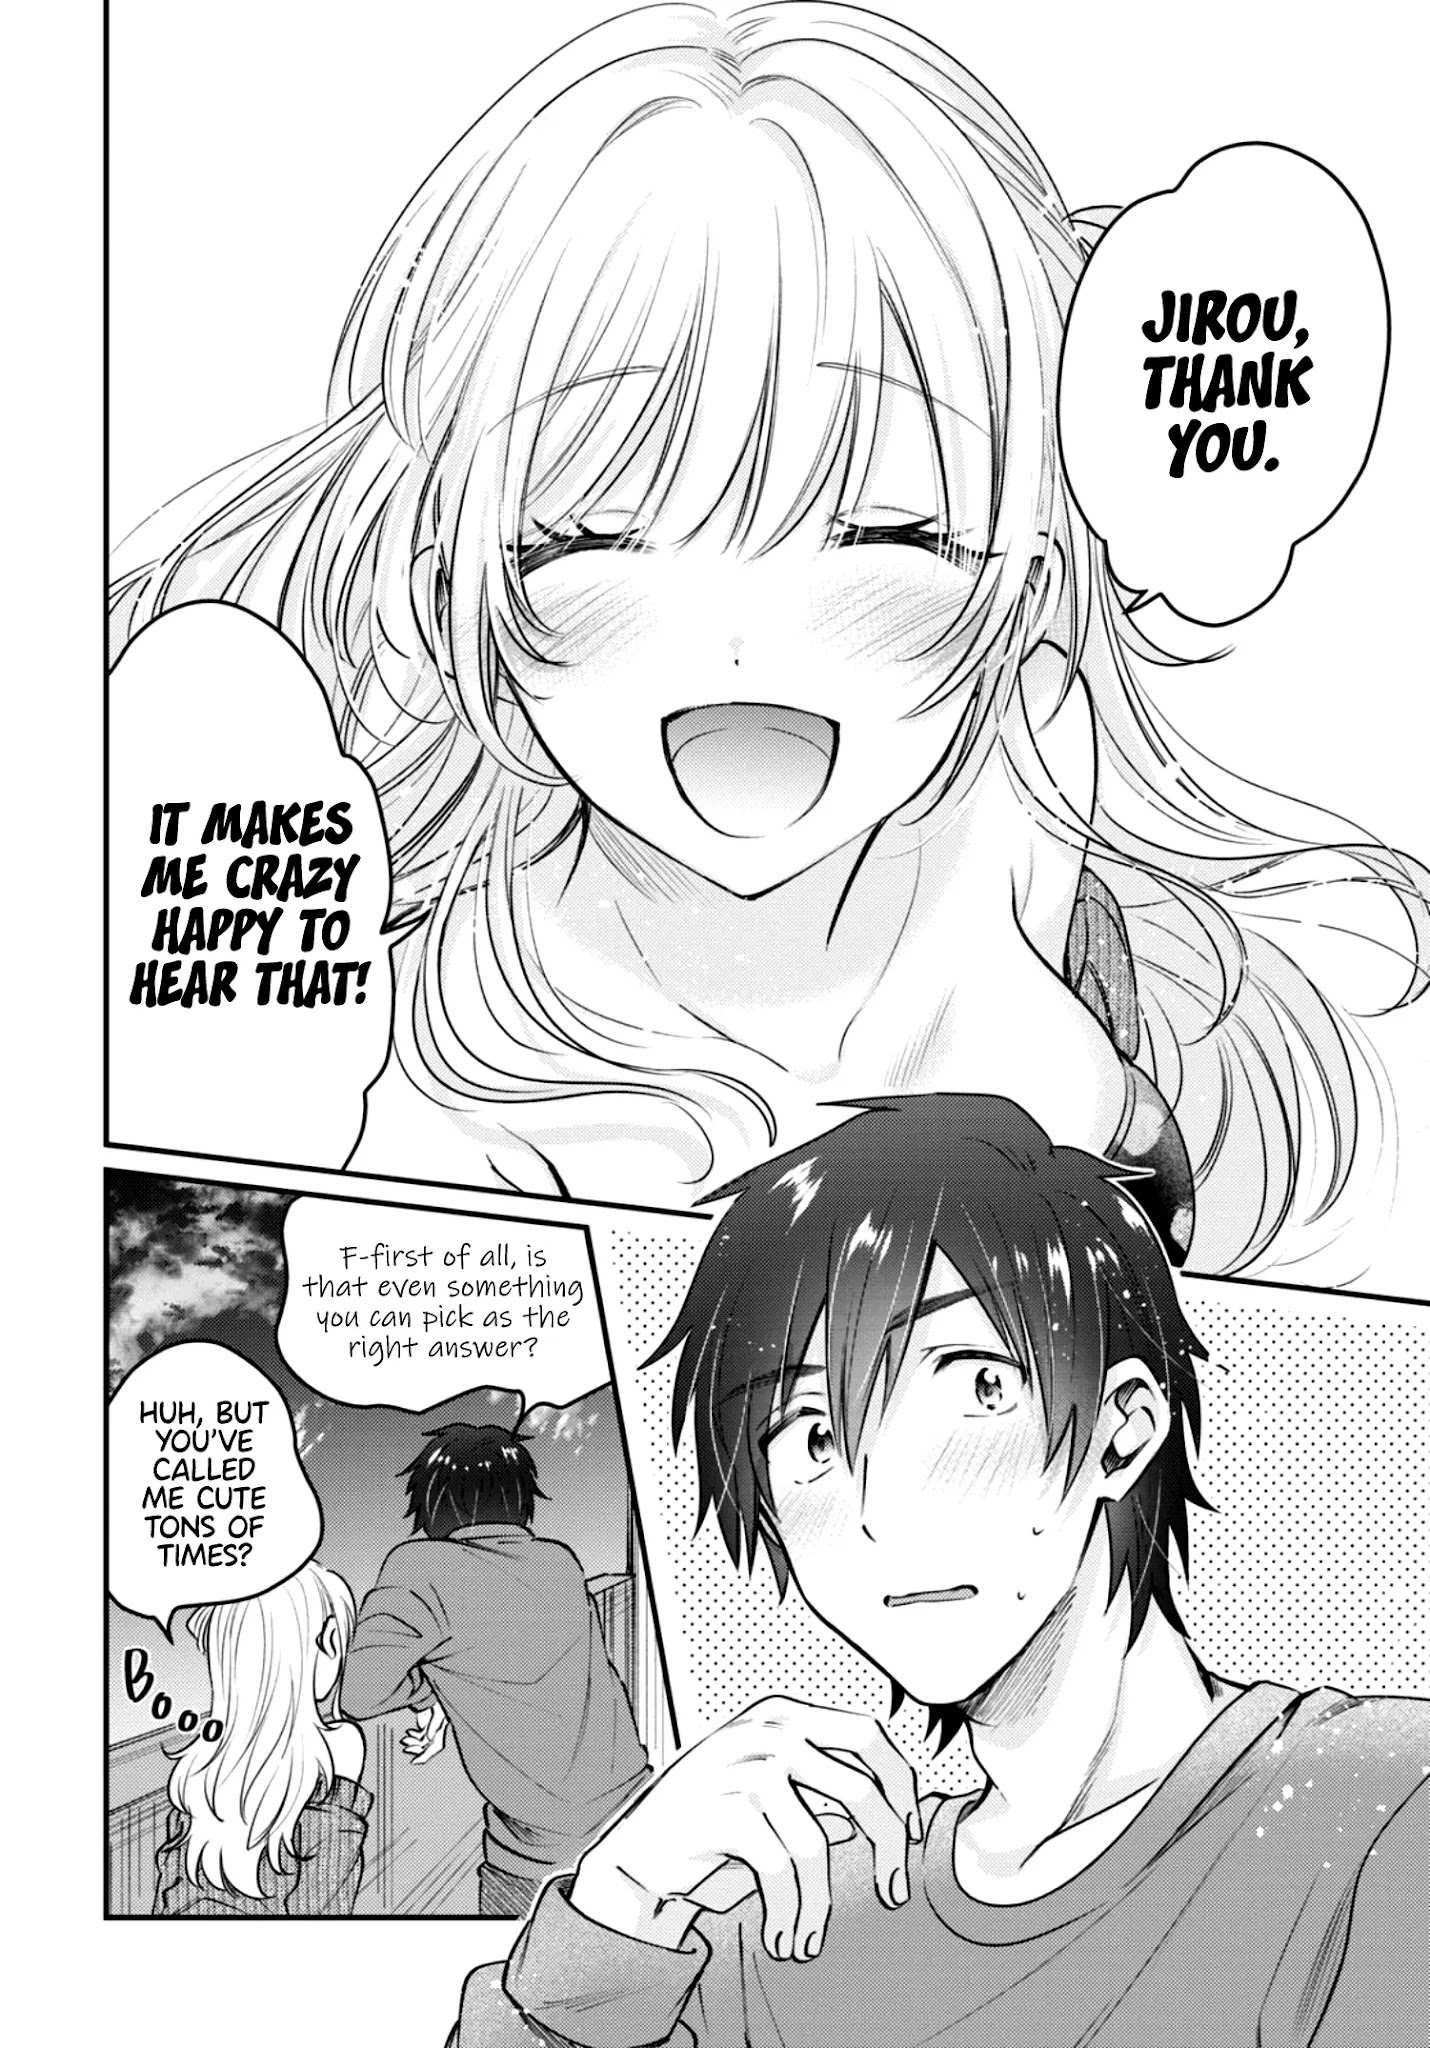 JIROU,
THANK
YOU.
IT MAKES
ME CRAZY
HAPPY TO
HEAR THAT!
F-first of all, is
that even something
you can pick as the
right answer?
HUH, BUT
YOU'VE
CALLED
ME CUTE
TONS OF
TIMES?
Booo